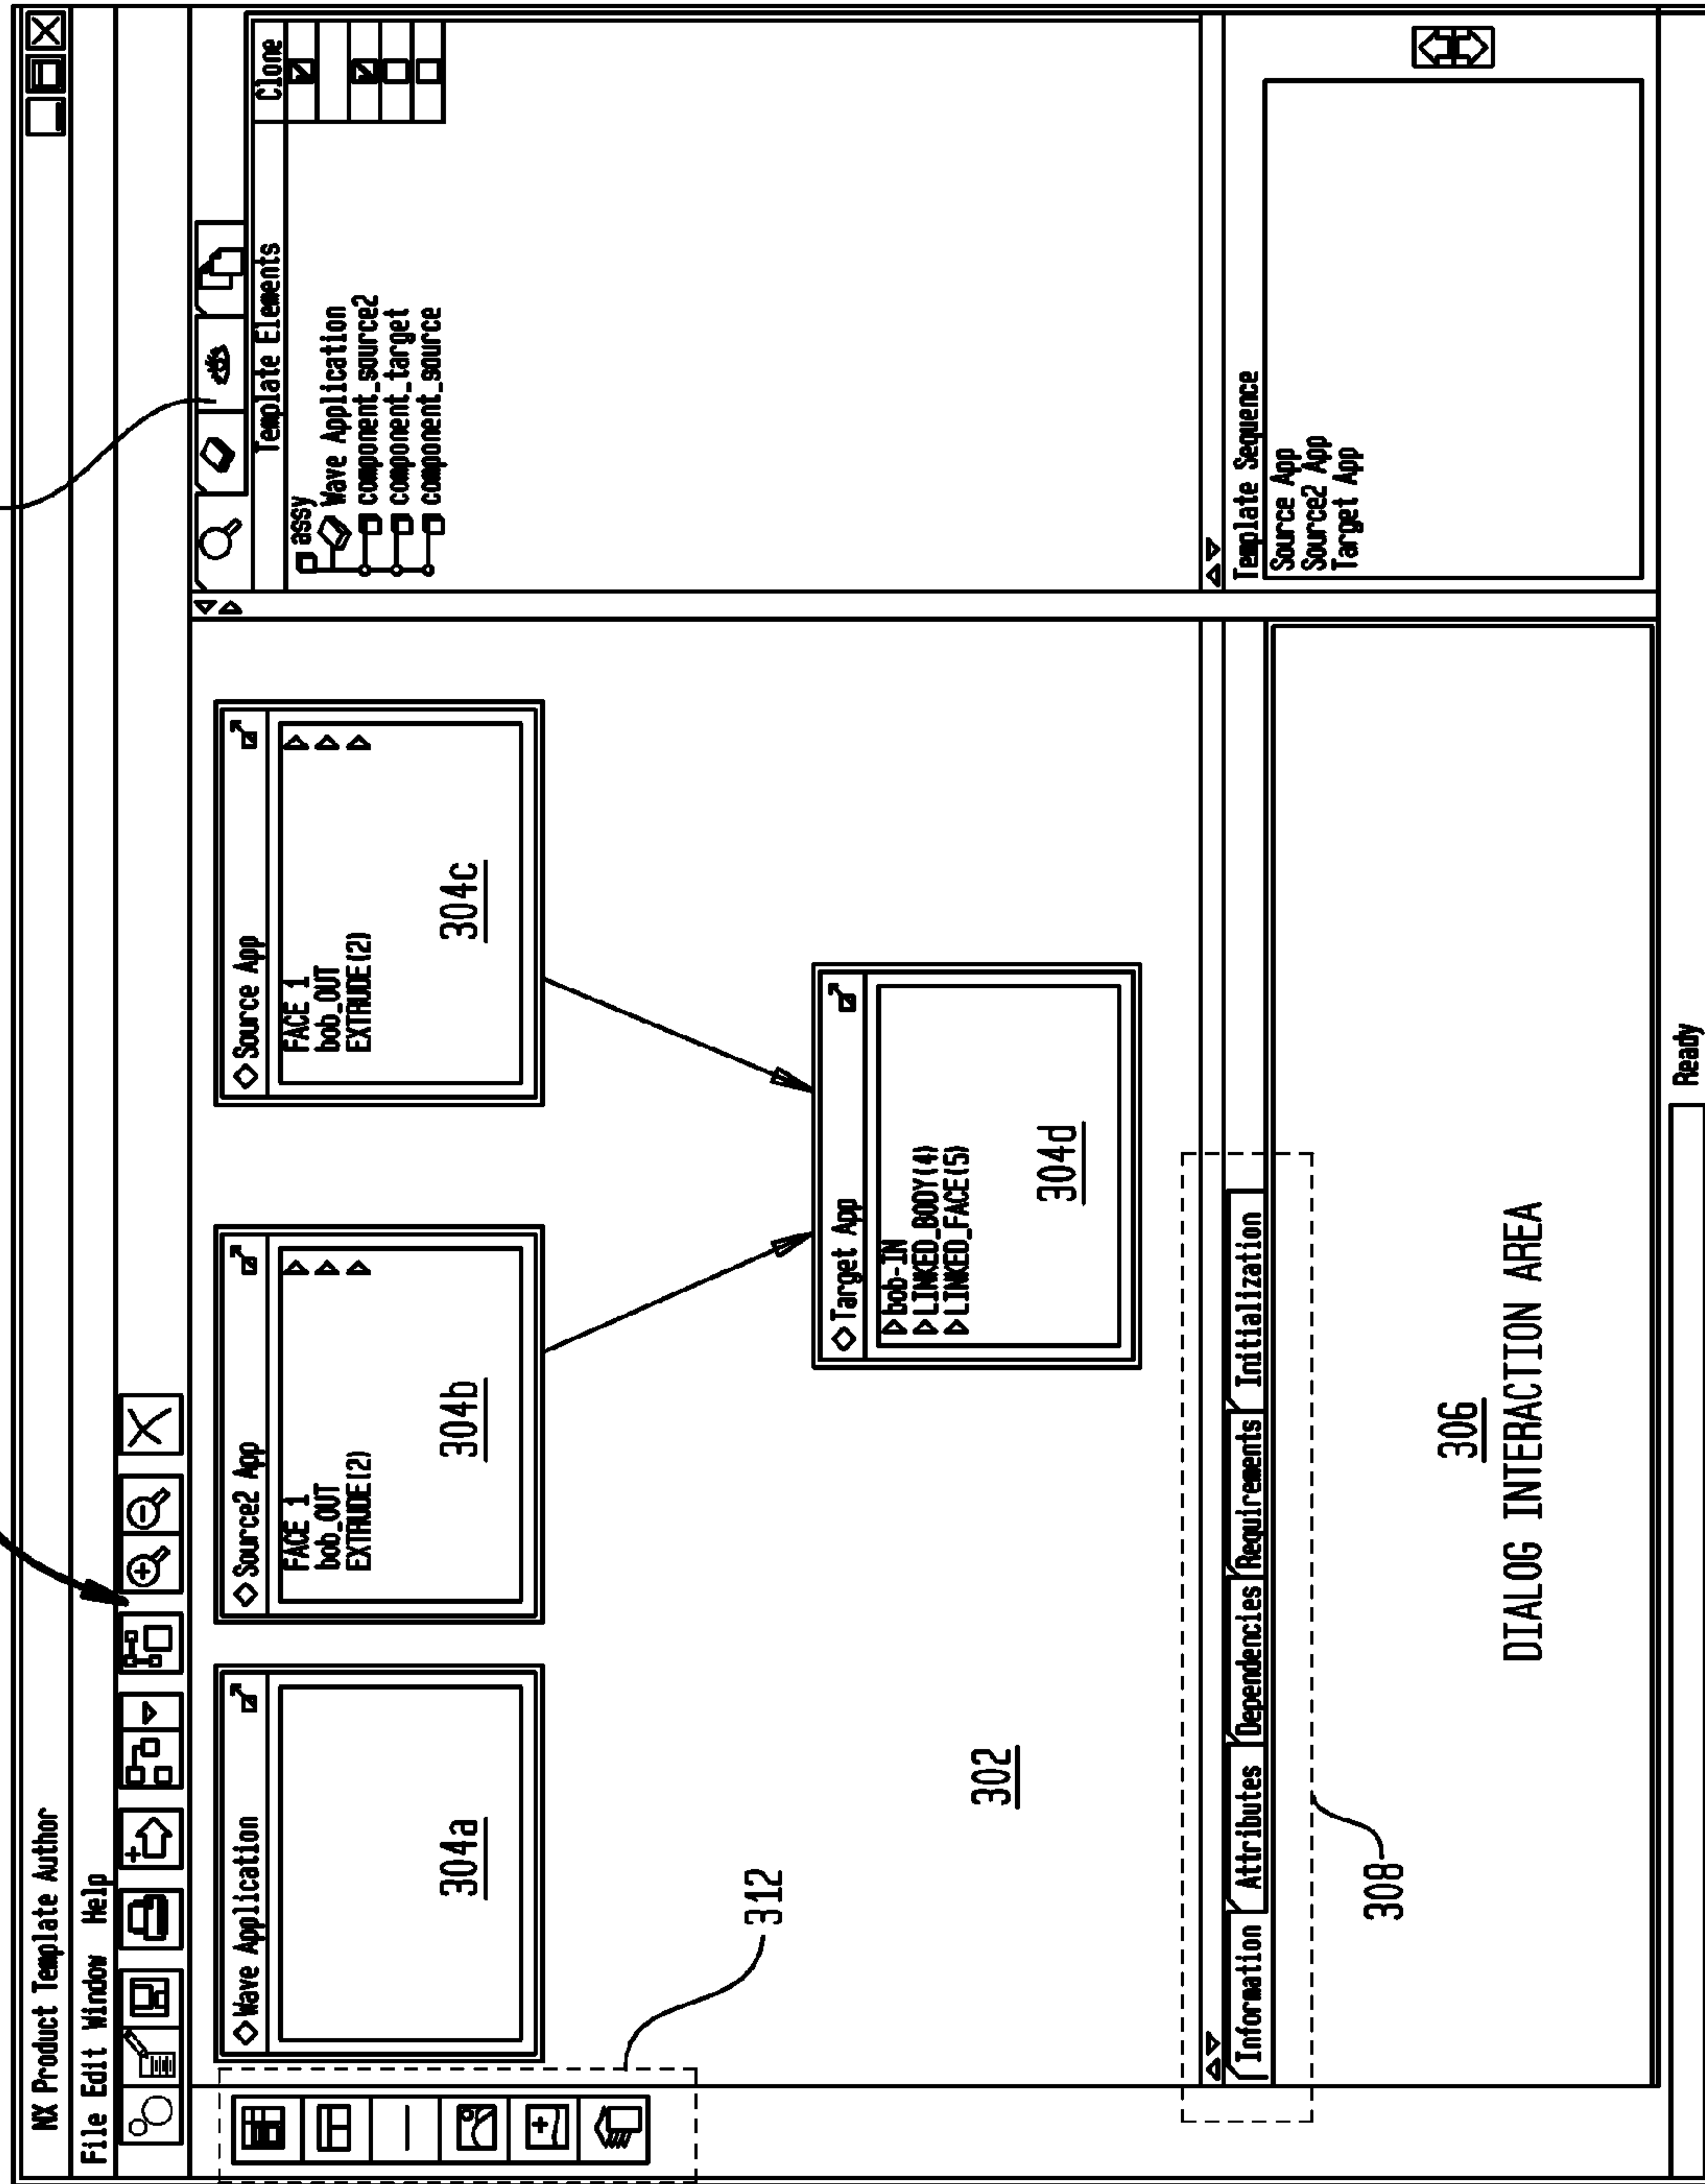 NX Product Template Author
File Edit Window Help
Wave Application
304a
Source2 App
FACE 1
bob_OUT
EXTRUDE(2)
304b
Source App
FACE 1
bob_OUT
EXTRUDE(2)
304c
Target App
bob-IN
LINKED_BODY(4)
LINKED_FACE(5)
304d
312
302
Template Elements Clone
assy
Wave Application
component_source2
component_target
component_source
Information Attributes Dependencies Requirements Initialization
308
306
DIALOG INTERACTION AREA
Template Sequence
Source App
Source2 App
Target App
Ready